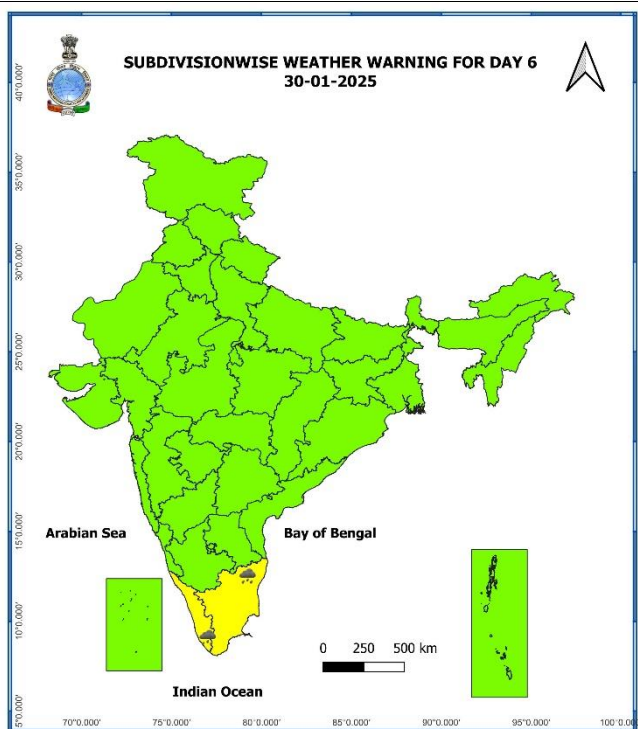 SUBDIVISIONWISE WEATHER WARNING FOR DAY 6
30-01-2025
40°0.000'
35°0.000'
30°0.000'
25°0.000'
20°0.000'
15°0.000'
10°0.000'
5°0.000'
Arabian Sea
Bay of Bengal
0 250 500 km
Indian Ocean
70°0.000' 75°0.000' 80°0.000' 85°0.000' 90°0.000' 95°0.000' 100°0.0